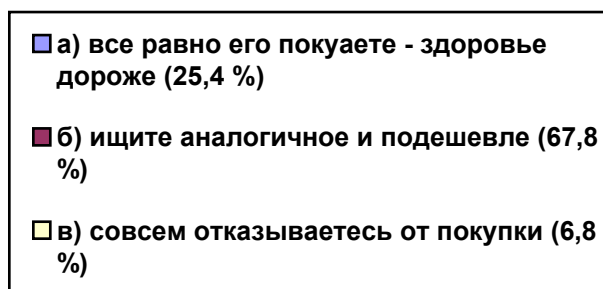 а) все равно его покуаете - здоровье
дороже (25,4 %)
б) ищите аналогичное и подешевле (67,8
%)
в) совсем отказываетесь от покупки (6,8
%)